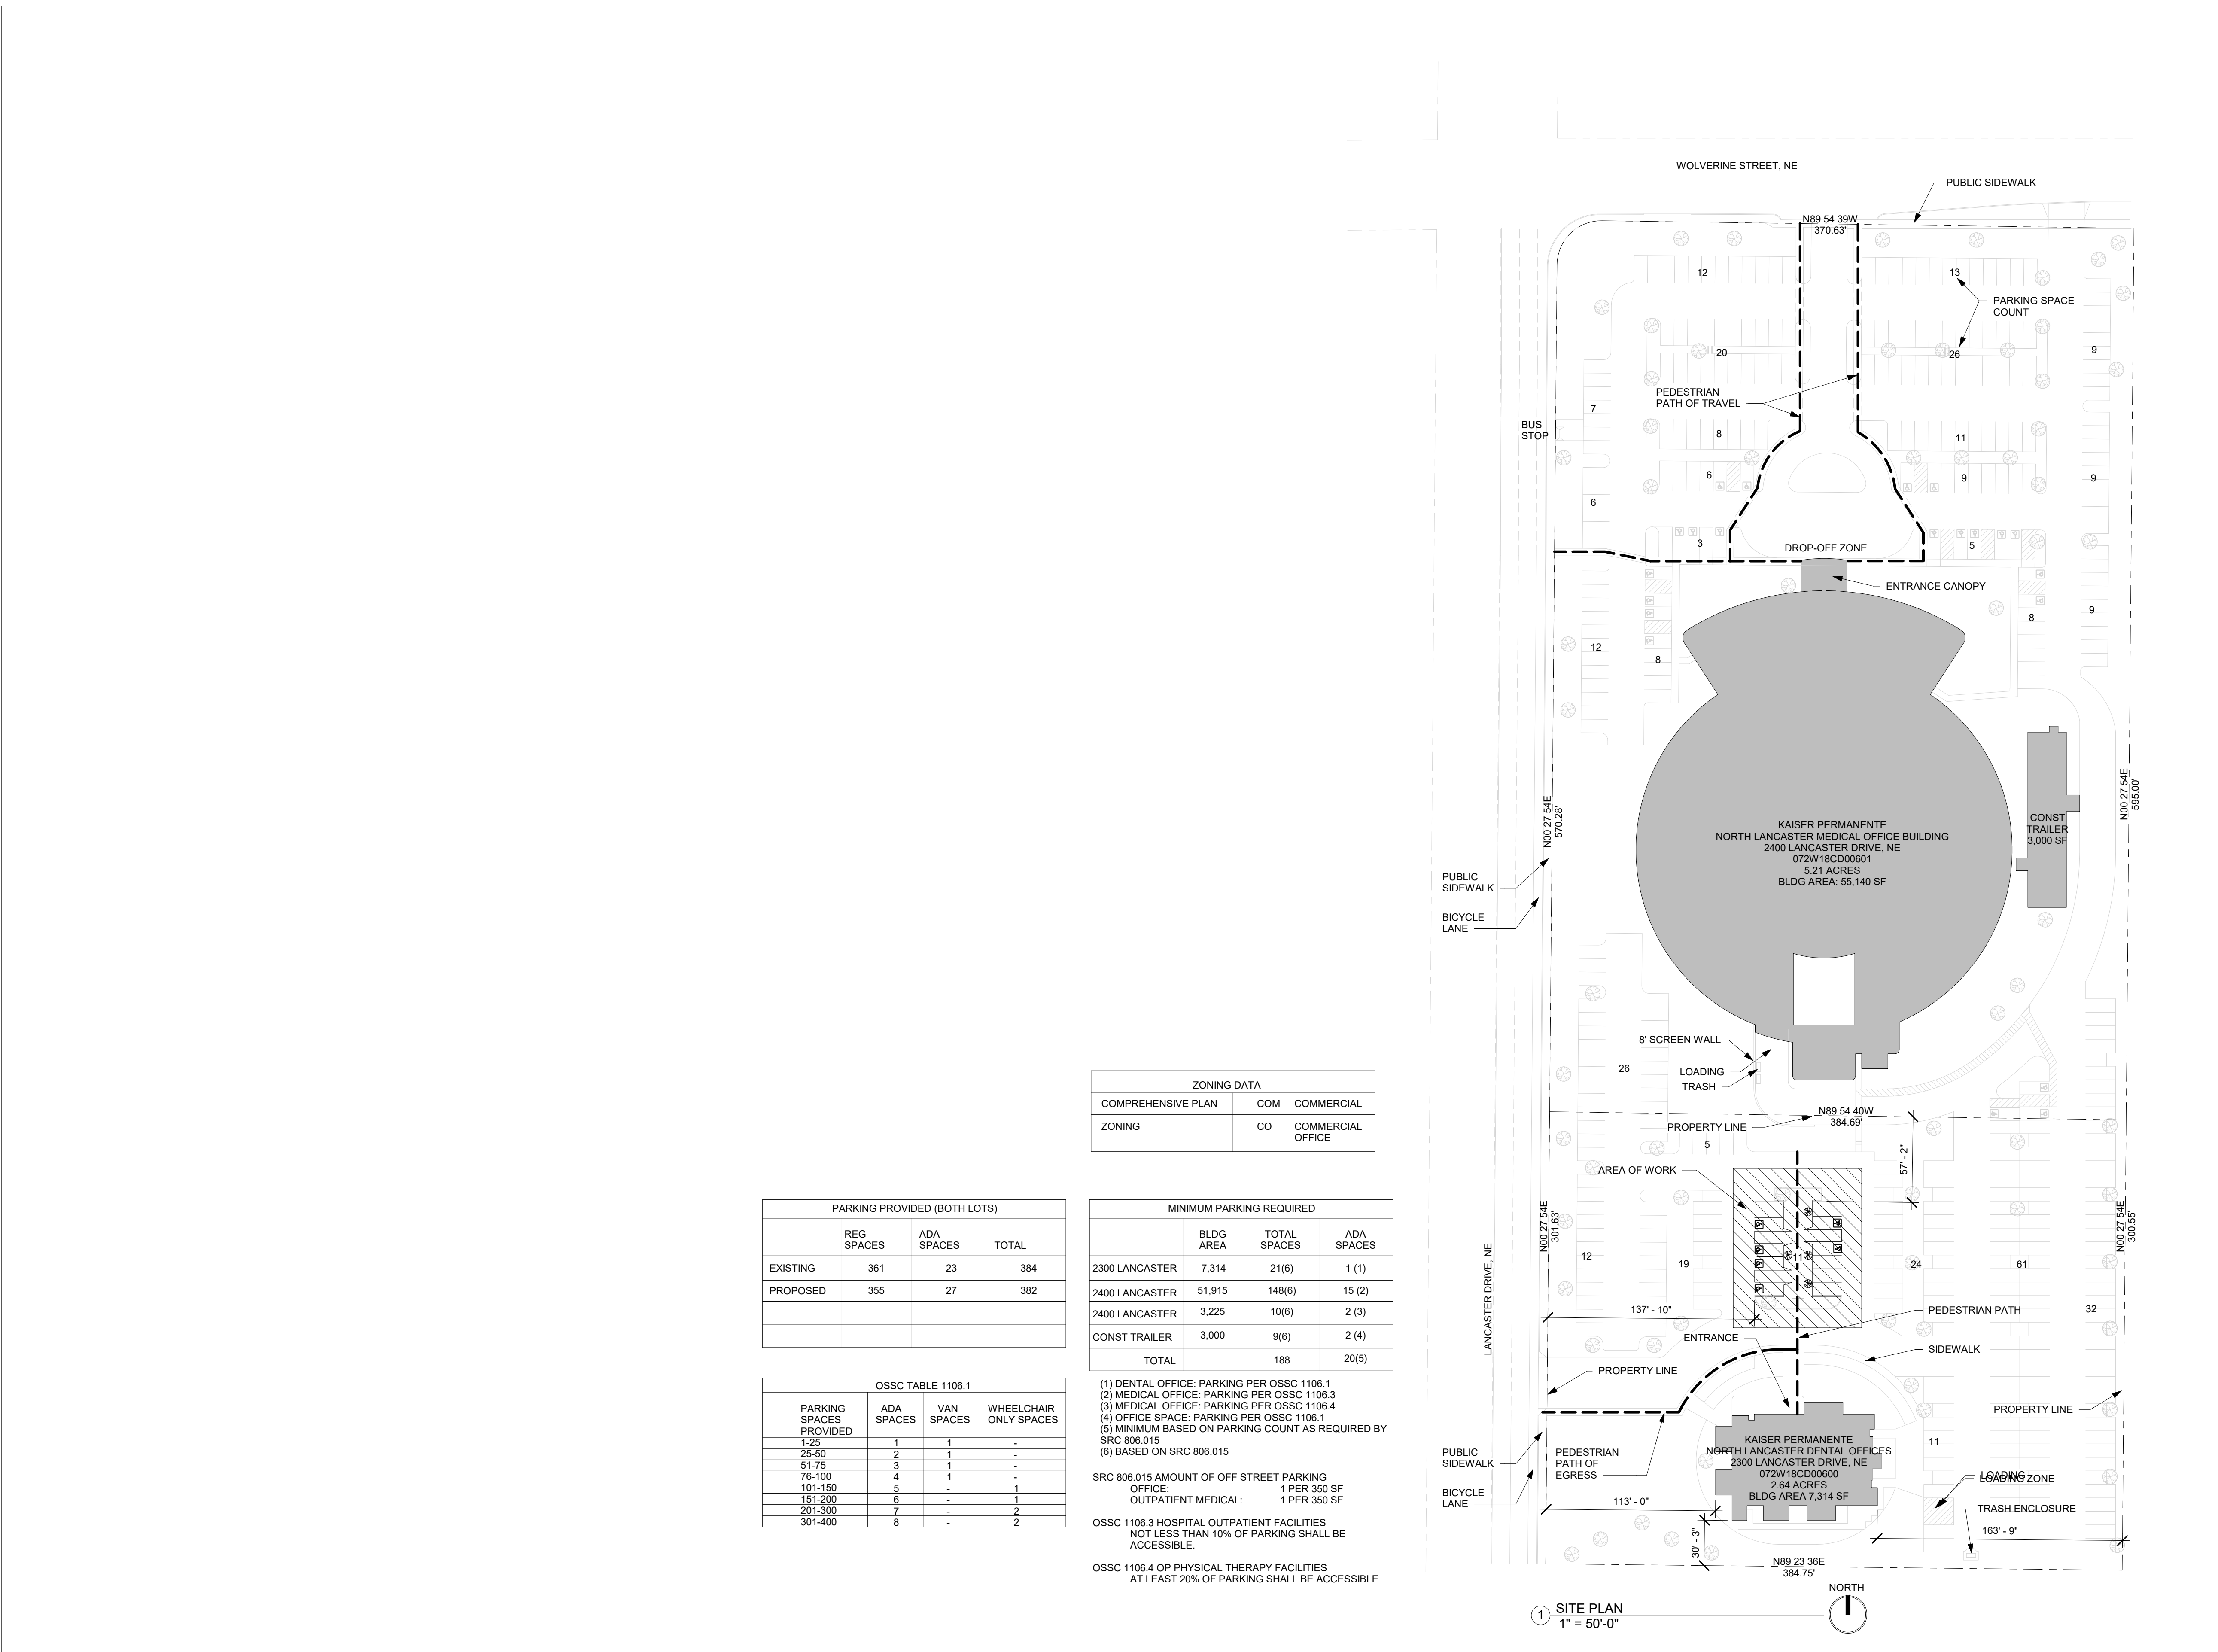 WOLVERINE STREET, NE
PUBLIC SIDEWALK
N89 54 39W
370.63'
12
13
PARKING SPACE
COUNT
20
26
9
PEDESTRIAN
PATH OF TRAVEL
7
BUS
STOP
8
11
6
9
9
6
3
DROP-OFF ZONE
5
ENTRANCE CANOPY
8
9
12
8
N00 27 54E
570.28'
N00 27 54E
595.00'
KAISER PERMANENTE
NORTH LANCASTER MEDICAL OFFICE BUILDING
2400 LANCASTER DRIVE, NE
072W18CD00601
5.21 ACRES
BLDG AREA: 55,140 SF
CONST
TRAILER
3,000 SF
PUBLIC
SIDEWALK
BICYCLE
LANE
8' SCREEN WALL
LOADING
TRASH
26
N89 54 40W
384.69'
PROPERTY LINE
5
57' - 2"
AREA OF WORK
N00 27 54E
301.63'
N00 27 54E
300.55'
12
19
11
24
61
32
137' - 10"
PEDESTRIAN PATH
ENTRANCE
SIDEWALK
LANCASTER DRIVE, NE
PROPERTY LINE
PROPERTY LINE
KAISER PERMANENTE
NORTH LANCASTER DENTAL OFFICES
2300 LANCASTER DRIVE, NE
072W18CD00600
2.64 ACRES
BLDG AREA 7,314 SF
11
PUBLIC
SIDEWALK
PEDESTRIAN
PATH OF
EGRESS
BICYCLE
LANE
LOADING
LOADING ZONE
TRASH ENCLOSURE
113' - 0"
30' - 3"
163' - 9"
N89 23 36E
384.75'
NORTH
1 SITE PLAN
1" = 50'-0"
ZONING DATA
COMPREHENSIVE PLAN COM COMMERCIAL
ZONING CO COMMERCIAL
OFFICE
PARKING PROVIDED (BOTH LOTS)
REG SPACES ADA SPACES TOTAL
EXISTING 361 23 384
PROPOSED 355 27 382
MINIMUM PARKING REQUIRED
BLDG AREA TOTAL SPACES ADA SPACES
2300 LANCASTER 7,314 21(6) 1 (1)
2400 LANCASTER 51,915 148(6) 15 (2)
2400 LANCASTER 3,225 10(6) 2 (3)
CONST TRAILER 3,000 9(6) 2 (4)
TOTAL 188 20(5)
OSSC TABLE 1106.1
PARKING SPACES PROVIDED ADA SPACES VAN SPACES WHEELCHAIR ONLY SPACES
1-25 1 1 -
25-50 2 1 -
51-75 3 1 -
76-100 4 1 -
101-150 5 - 1
151-200 6 - 1
201-300 7 - 2
301-400 8 - 2
(1) DENTAL OFFICE: PARKING PER OSSC 1106.1
(2) MEDICAL OFFICE: PARKING PER OSSC 1106.3
(3) MEDICAL OFFICE: PARKING PER OSSC 1106.4
(4) OFFICE SPACE: PARKING PER OSSC 1106.1
(5) MINIMUM BASED ON PARKING COUNT AS REQUIRED BY
SRC 806.015
(6) BASED ON SRC 806.015
SRC 806.015 AMOUNT OF OFF STREET PARKING
OFFICE: 1 PER 350 SF
OUTPATIENT MEDICAL: 1 PER 350 SF
OSSC 1106.3 HOSPITAL OUTPATIENT FACILITIES
NOT LESS THAN 10% OF PARKING SHALL BE
ACCESSIBLE.
OSSC 1106.4 OP PHYSICAL THERAPY FACILITIES
AT LEAST 20% OF PARKING SHALL BE ACCESSIBLE